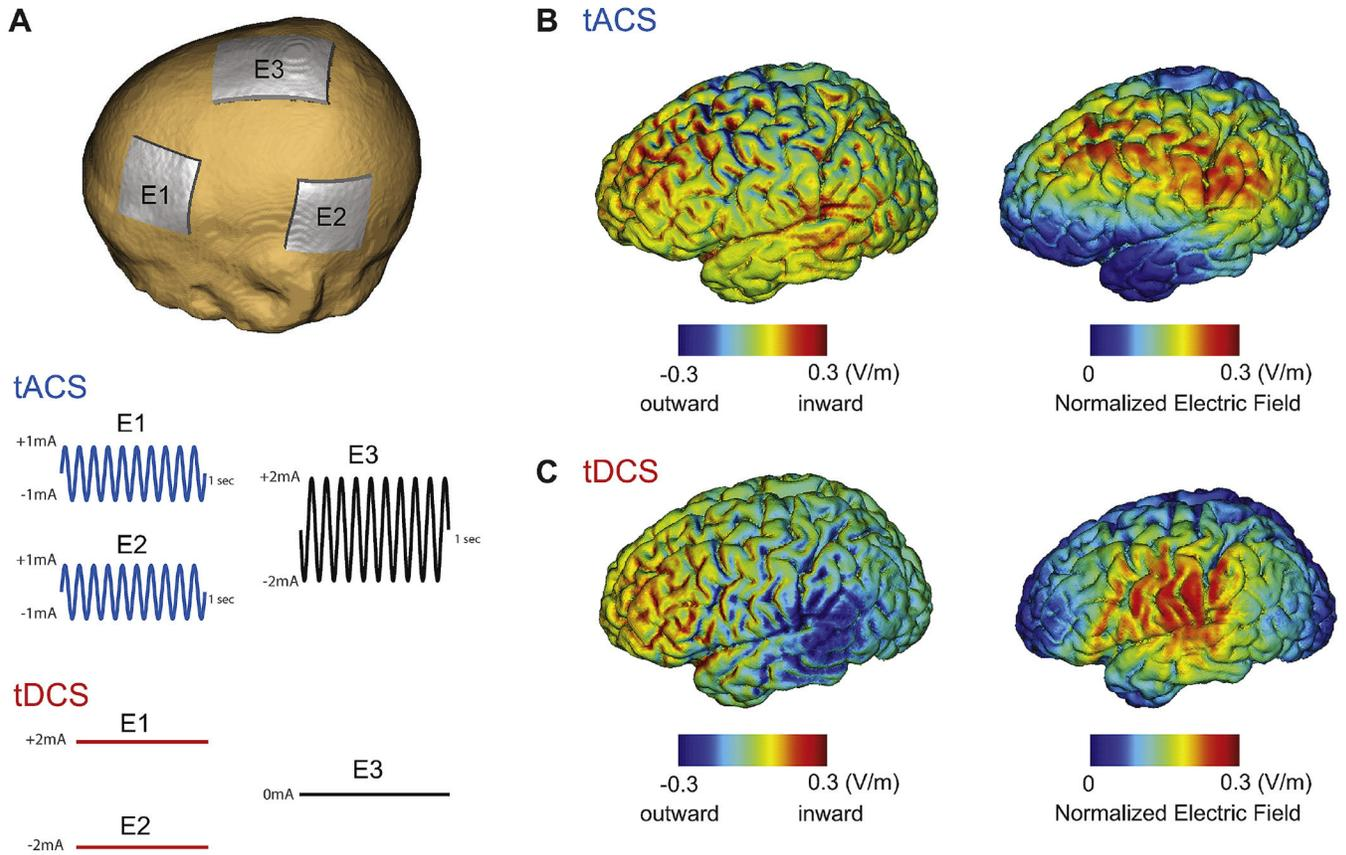 A
E3
E1
E2
tACS
E1
+1mA
-1mA
1 sec
E2
+1mA
-1mA
1 sec
E3
+2mA
-2mA
1 sec
tDCS
E1
+2mA
E2
-2mA
E3
0mA
B tACS
-0.3 0.3 (V/m)
outward inward
0 0.3 (V/m)
Normalized Electric Field
C tDCS
-0.3 0.3 (V/m)
outward inward
0 0.3 (V/m)
Normalized Electric Field